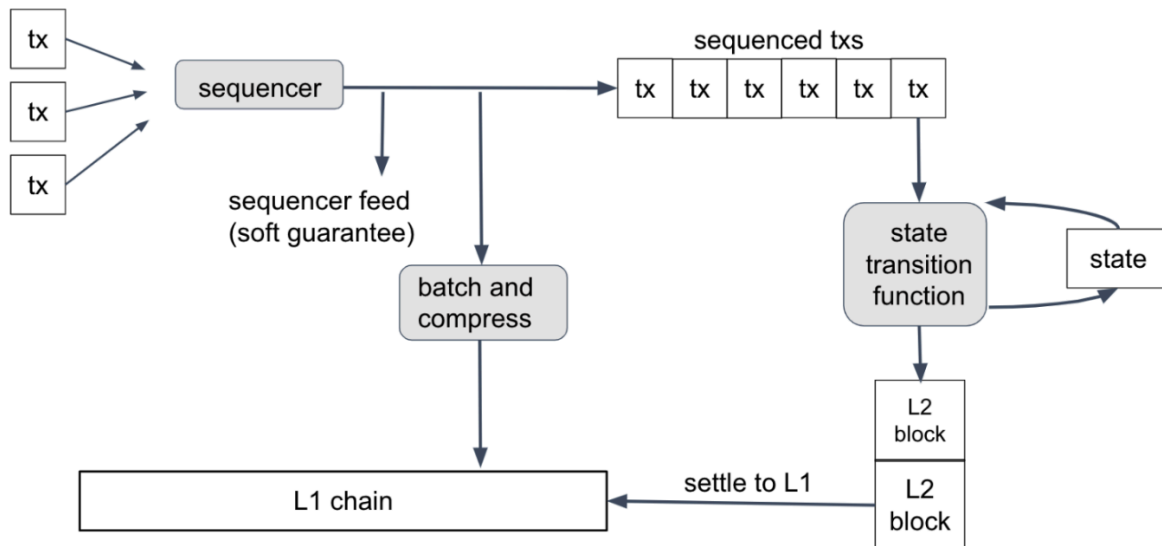 tx
tx
tx
sequencer
sequenced txs
tx tx tx tx tx tx
sequencer feed
(soft guarantee)
batch and
compress
state
transition
function
state
L2
block
L2
block
settle to L1
L1 chain